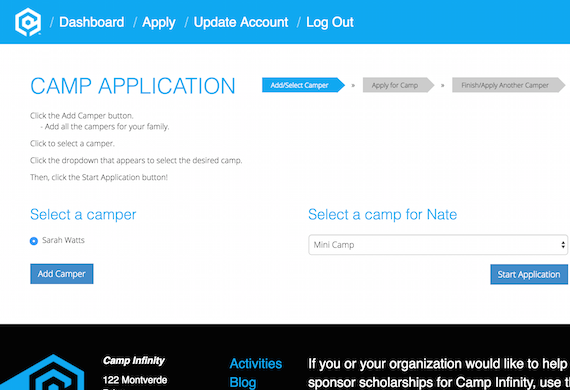 / Dashboard / Apply / Update Account / Log Out
CAMP APPLICATION
Add/Select Camper » Apply for Camp » Finish/Apply Another Camper
Click the Add Camper button.
- Add all the campers for your family.
Click to select a camper.
Click the dropdown that appears to select the desired camp.
Then, click the Start Application button!
Select a camper
Sarah Watts
Add Camper
Select a camp for Nate
Mini Camp
Start Application
Camp Infinity
122 Montverde
Activities
Blog
If you or your organization would like to help
sponsor scholarships for Camp Infinity, use